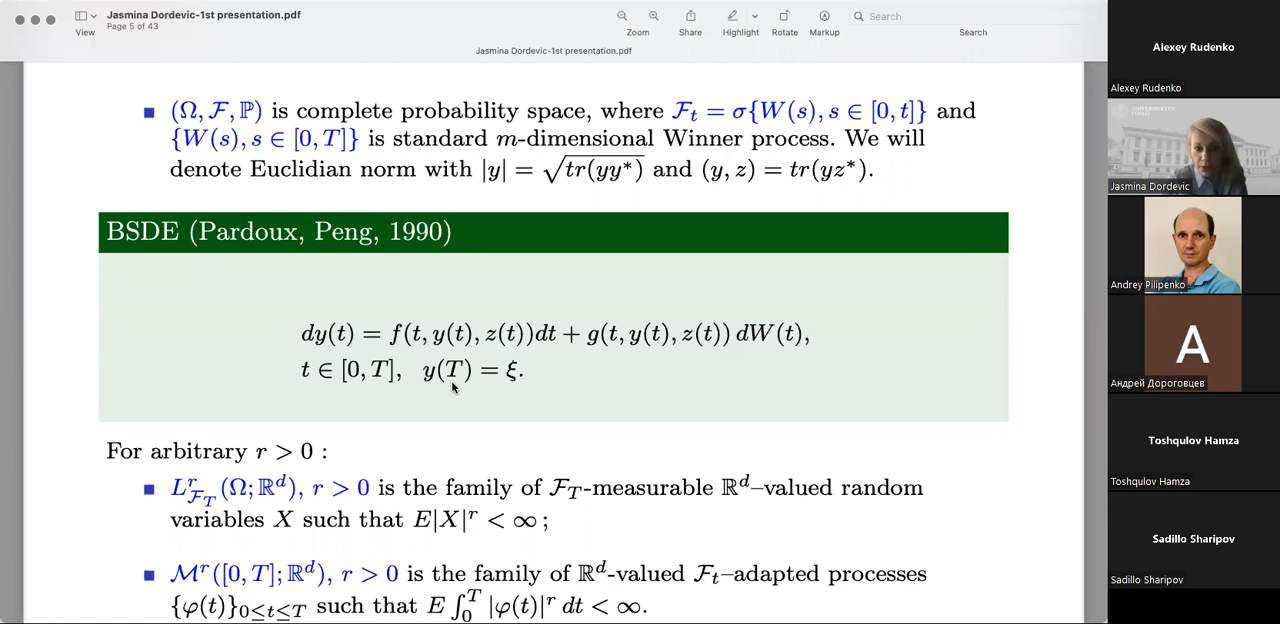 Jasmina Dordevic-1st presentation.pdf
Page 5 of 43
View
Zoom
Share
Highlight
Rotate
Markup
Search
Search
Jasmina Dordevic-1st presentation.pdf
(Ω, ℱ, ℙ) is complete probability space, where ℱ_t = σ{W(s), s ∈ [0, t]} and
{W(s), s ∈ [0, T]} is standard m-dimensional Winner process. We will
denote Euclidian norm with |y| = √tr(yy*) and (y, z) = tr(yz*).
BSDE (Pardoux, Peng, 1990)
dy(t) = f(t, y(t), z(t))dt + g(t, y(t), z(t)) dW(t),
t ∈ [0, T], y(T) = ξ.
For arbitrary r > 0 :
L^r_{ℱ_T}(Ω; ℝ^d), r > 0 is the family of ℱ_T-measurable ℝ^d–valued random
variables X such that E|X|^r < ∞ ;
ℳ^r([0, T]; ℝ^d), r > 0 is the family of ℝ^d-valued ℱ_t–adapted processes
{φ(t)}_{0≤t≤T} such that E ∫_0^T |φ(t)|^r dt < ∞.
Alexey Rudenko
Alexey Rudenko
Jasmina Dordevic
Andrey Pilipenko
А
Андрей Дороговцев
Toshqulov Hamza
Toshqulov Hamza
Sadillo Sharipov
Sadillo Sharipov